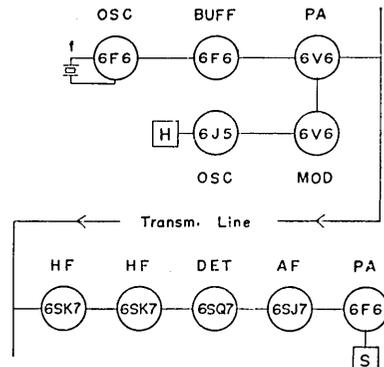 OSC BUFF PA
f 6F6 6F6 6V6
H 6J5 6V6
OSC MOD
Transm. Line
HF HF DET AF PA
6SK7 6SK7 6SQ7 6SJ7 6F6
S